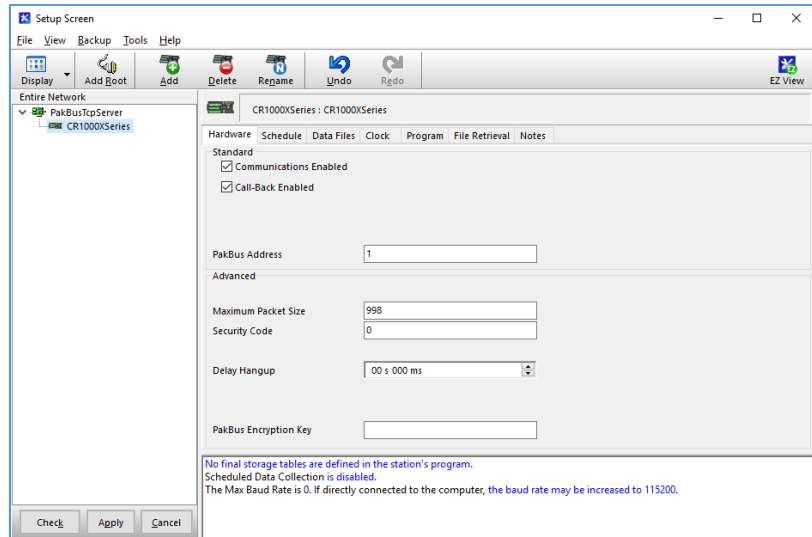 Setup Screen
File View Backup Tools Help
Display Add Root Add Delete Rename Undo Redo EZ View
Entire Network
PakBusTcpServer
CR1000XSeries
CR1000XSeries : CR1000XSeries
Hardware Schedule Data Files Clock Program File Retrieval Notes
Standard
Communications Enabled
Call-Back Enabled
PakBus Address 1
Advanced
Maximum Packet Size 998
Security Code 0
Delay Hangup 00 s 000 ms
PakBus Encryption Key
No final storage tables are defined in the station's program.
Scheduled Data Collection is disabled.
The Max Baud Rate is 0. If directly connected to the computer, the baud rate may be increased to 115200.
Check Apply Cancel